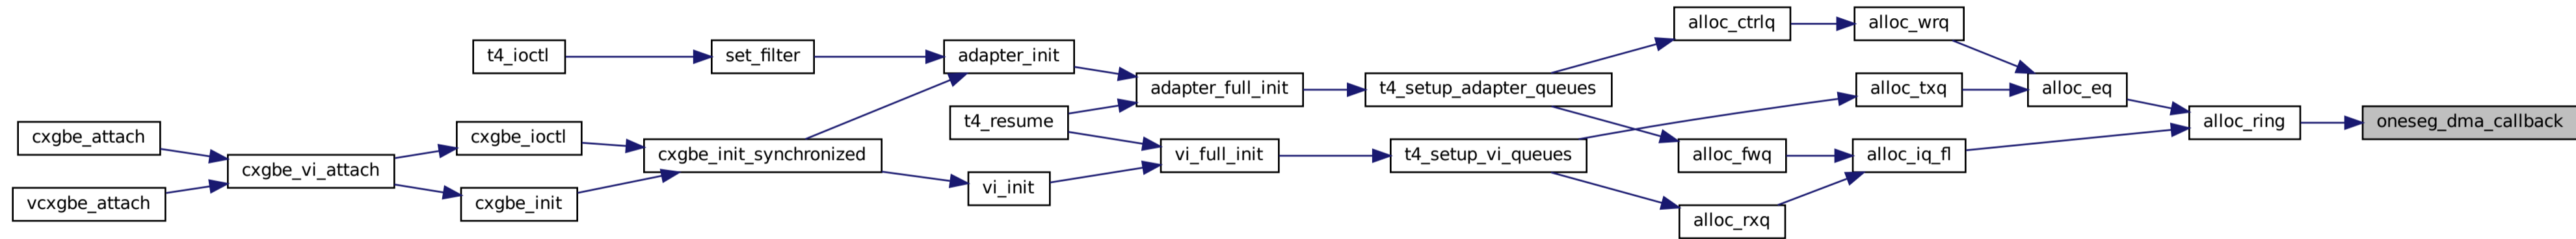 cxgbe_attach
vcxgbe_attach
cxgbe_vi_attach
t4_ioctl
cxgbe_ioctl
cxgbe_init
set_filter
cxgbe_init_synchronized
adapter_init
t4_resume
vi_init
adapter_full_init
vi_full_init
t4_setup_adapter_queues
t4_setup_vi_queues
alloc_ctrlq
alloc_fwq
alloc_rxq
alloc_wrq
alloc_txq
alloc_iq_fl
alloc_eq
alloc_ring
oneseg_dma_callback